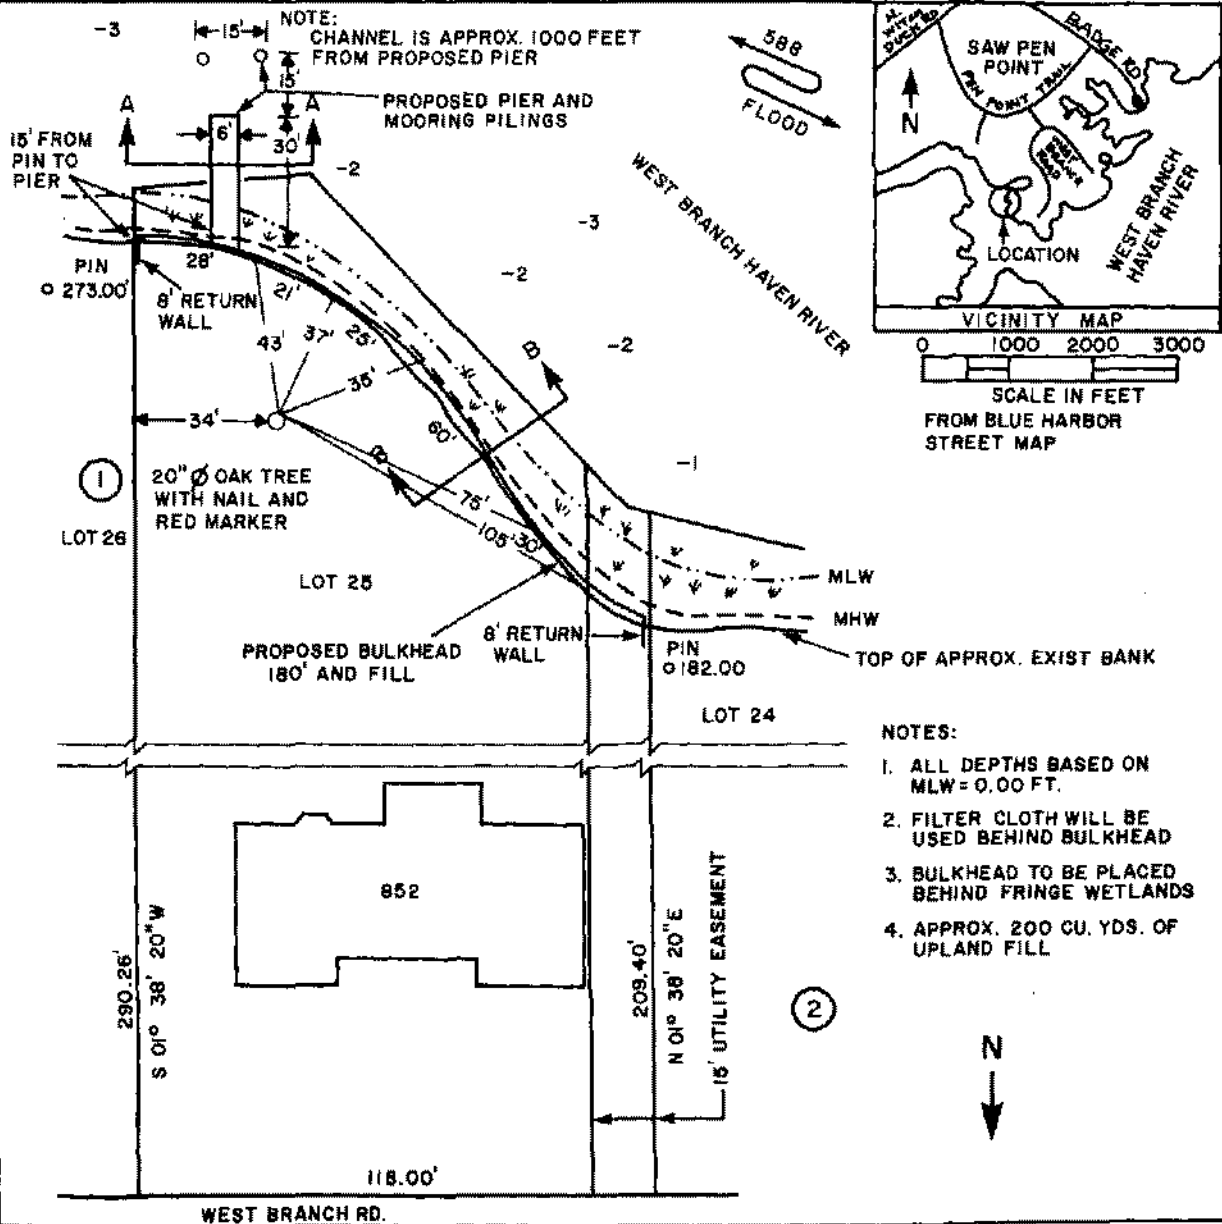 -3
15'
NOTE:
CHANNEL IS APPROX. 1000 FEET
FROM PROPOSED PIER
15'
A
A
PROPOSED PIER AND
MOORING PILINGS
6'
30'
15' FROM
PIN TO
PIER
-2
-3
-2
-2
-1
588
FLOOD
WEST BRANCH HAVEN RIVER
PIN
273.00'
28'
8' RETURN
WALL
21'
25'
43'
37'
35'
34'
60'
B
B
75'
105'
30'
1
20" Ø OAK TREE
WITH NAIL AND
RED MARKER
LOT 26
LOT 25
MLW
MHW
PROPOSED BULKHEAD
180' AND FILL
8' RETURN
WALL
PIN
182.00
TOP OF APPROX. EXIST BANK
LOT 24
852
290.26'
S 01° 38' 20" W
209.40'
N 01° 38' 20" E
15' UTILITY EASEMENT
2
118.00'
WEST BRANCH RD.
DUCK RD
SAW PEN
POINT
BADGE RD
PEN POINT TRAIL
N
WEST
BRANCH
ROAD
LOCATION
WEST BRANCH
HAVEN RIVER
VICINITY MAP
0 1000 2000 3000
SCALE IN FEET
FROM BLUE HARBOR
STREET MAP
NOTES:
1. ALL DEPTHS BASED ON
MLW = 0.00 FT.
2. FILTER CLOTH WILL BE
USED BEHIND BULKHEAD
3. BULKHEAD TO BE PLACED
BEHIND FRINGE WETLANDS
4. APPROX. 200 CU. YDS. OF
UPLAND FILL
N